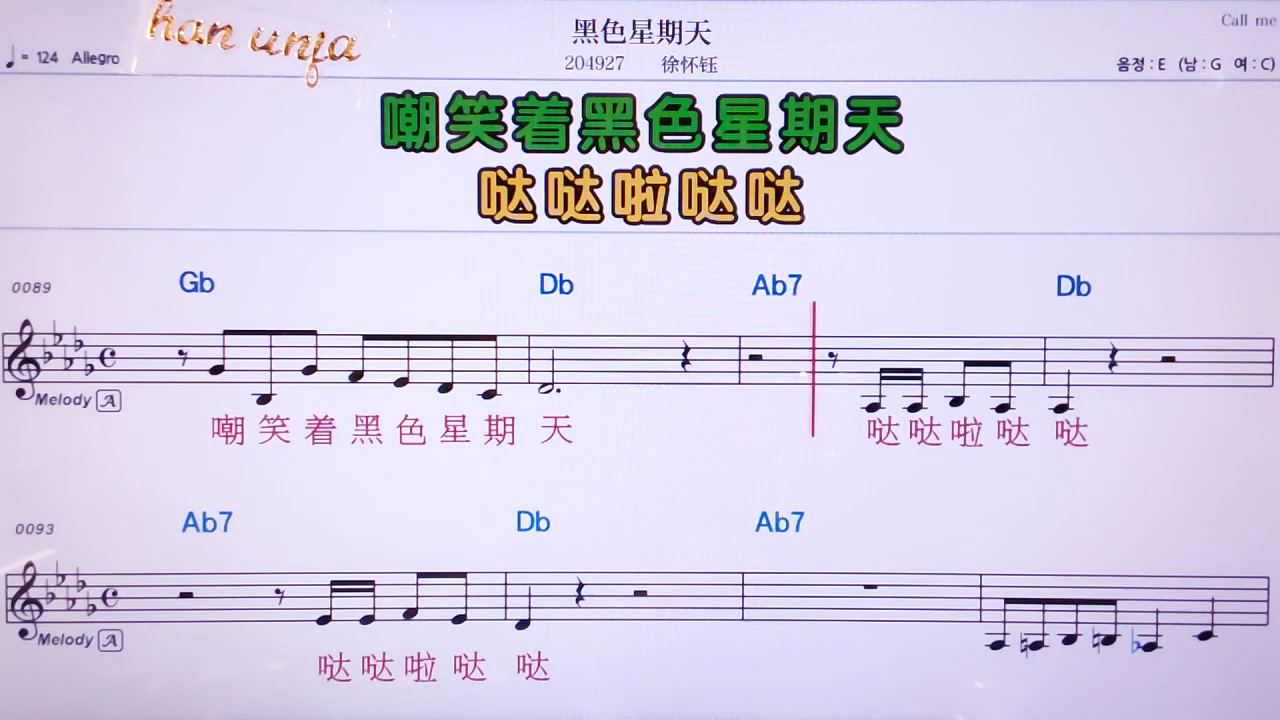 han unja
黑色星期天
Call me
♩ = 124 Allegro
204927 徐怀钰
음정 : E (남 : G 여 : C)
嘲笑着黑色星期天
哒哒啦哒哒
0089 Gb Db Ab7 Db
Melody A
嘲笑着黑色星期天 哒哒啦哒哒
0093 Ab7 Db Ab7
Melody A
哒哒啦哒哒